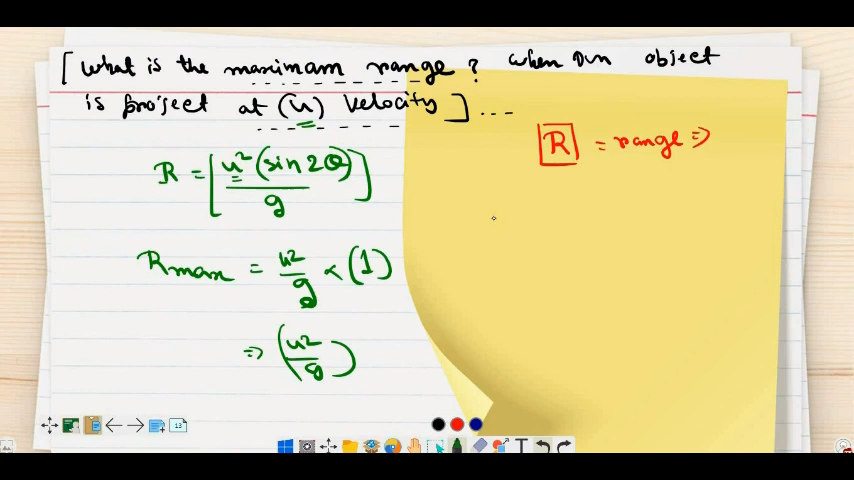 [ What is the maximam range ? when an object
is project at (u) velocity ] ...
R = [ u² (sin 2θ) / g ]
R = range ⇒
Rmax = u²/g × (1)
⇒ (u²/g)
13
T